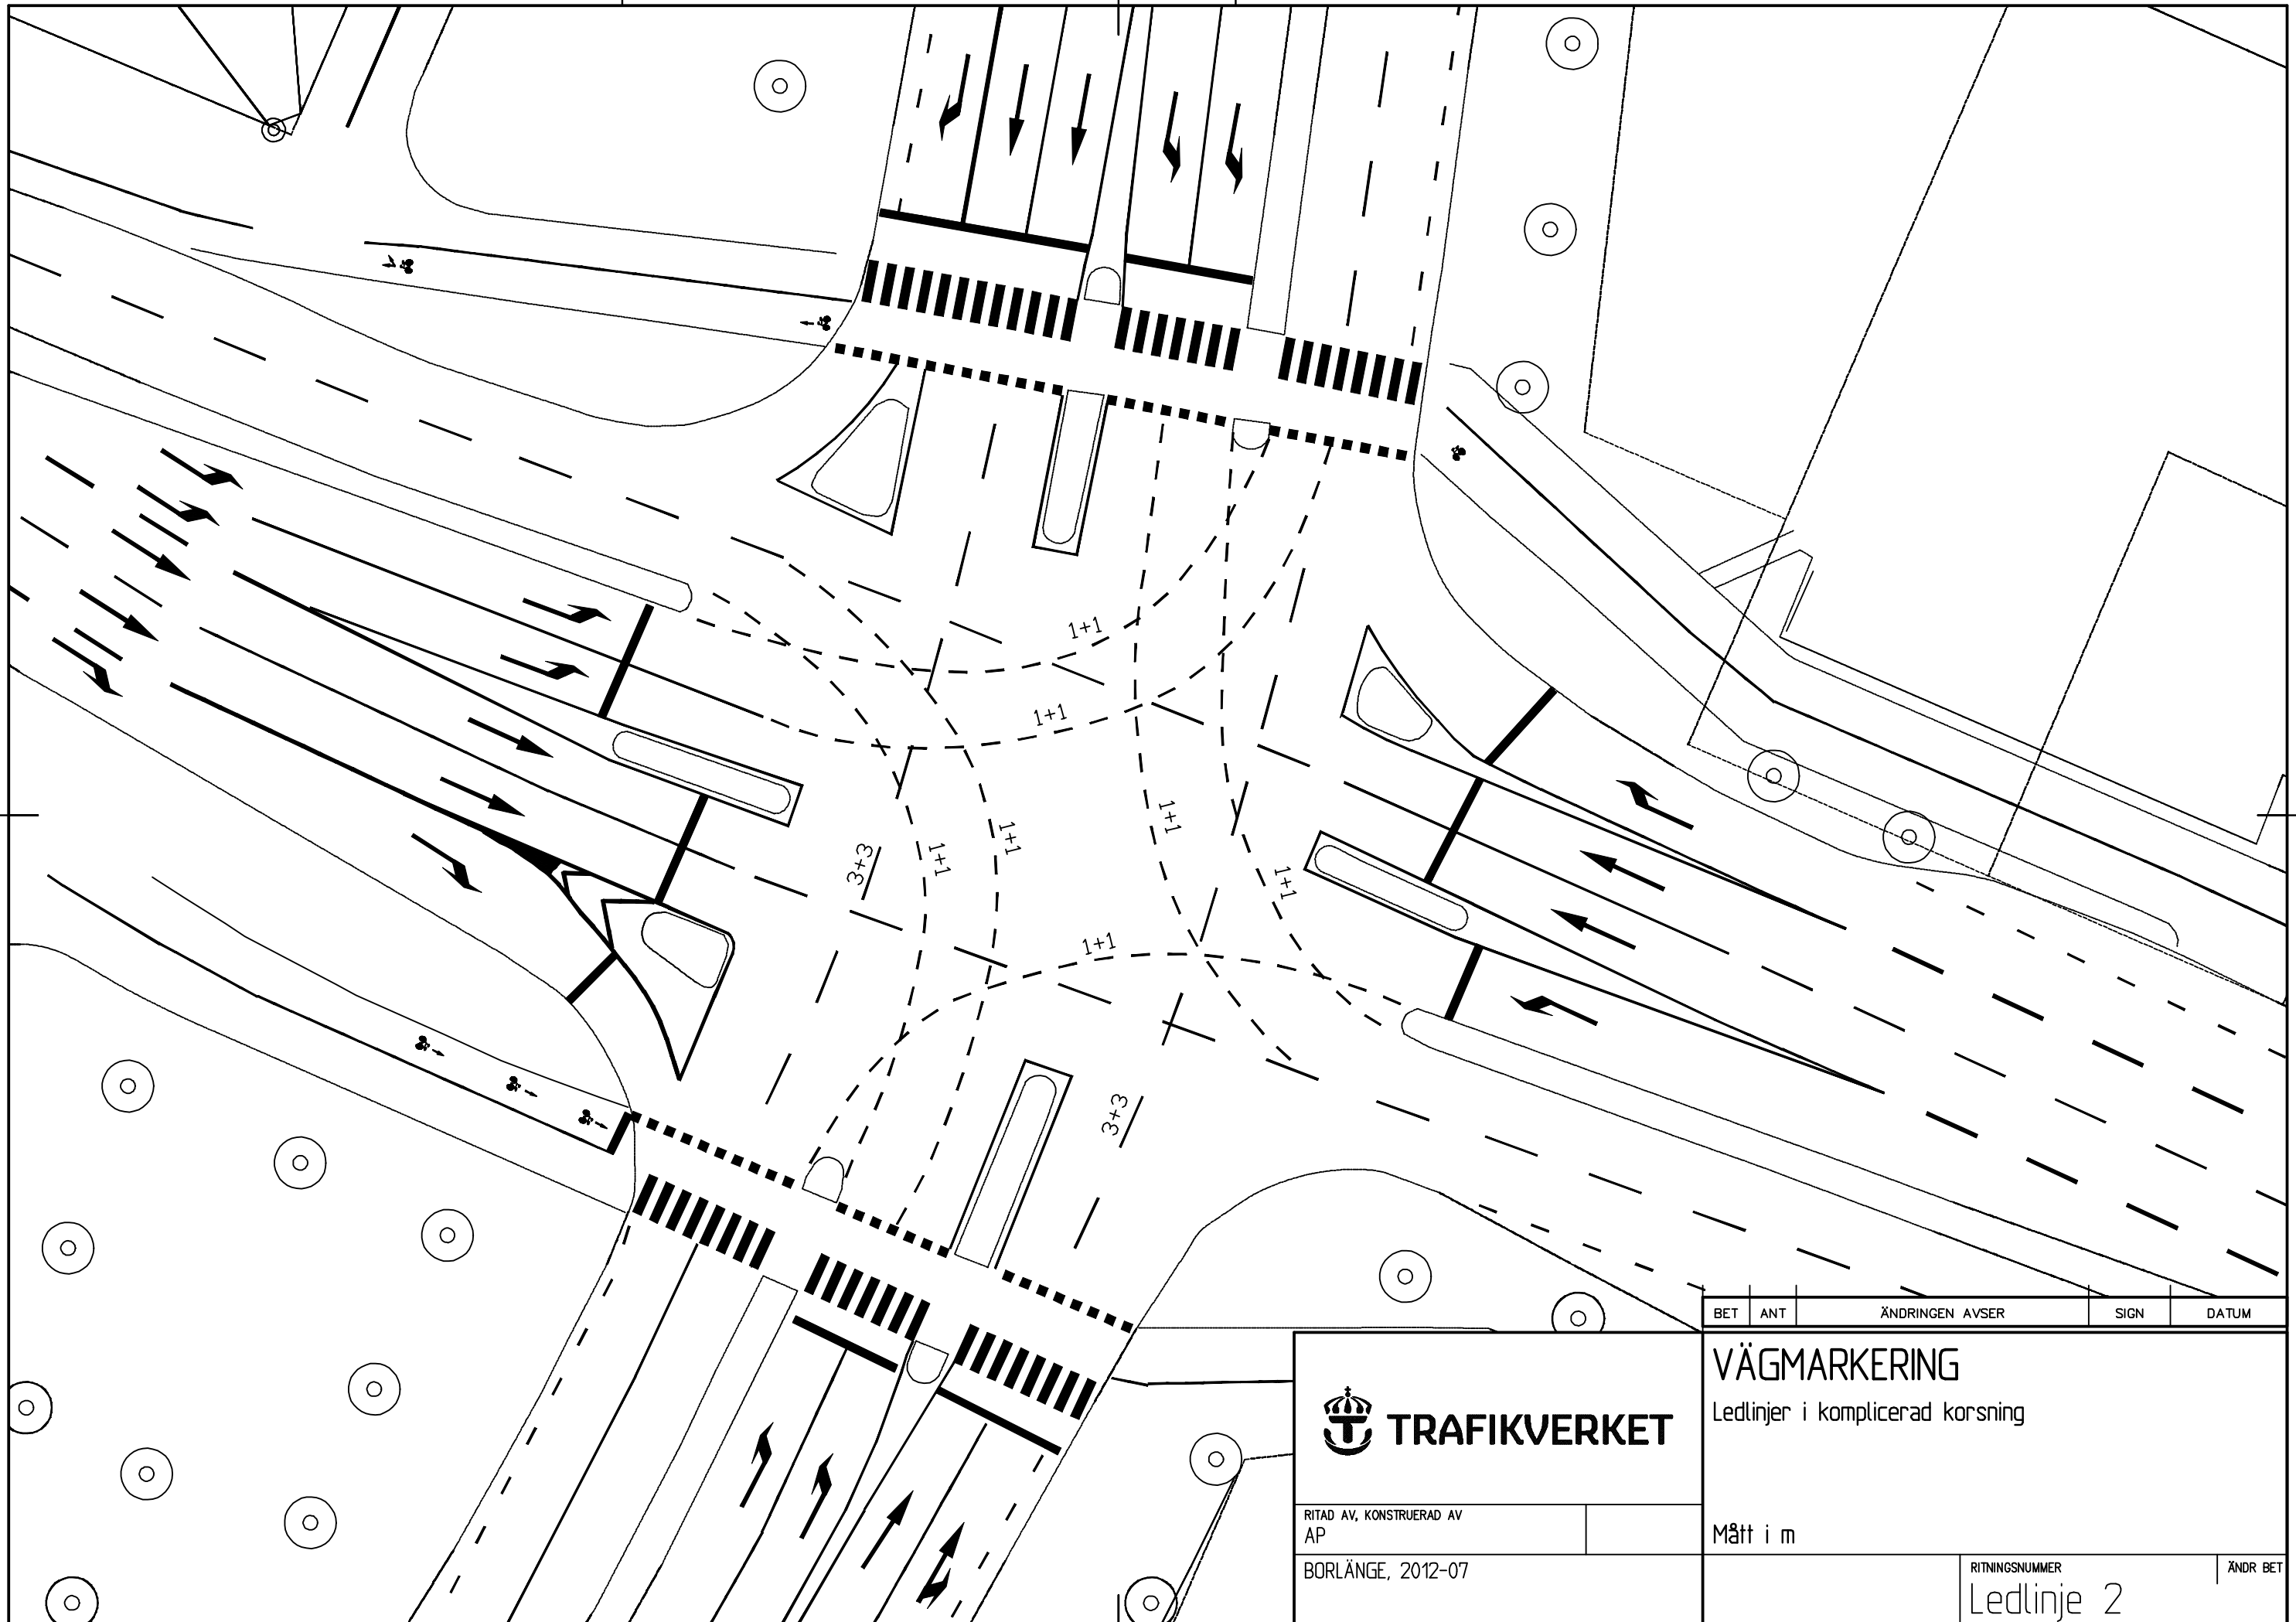 1+1
1+1
1+1
1+1
1+1
1+1
3+3
1+1
3+3
BET ANT ÄNDRINGEN AVSER SIGN DATUM
TRAFIKVERKET
RITAD AV, KONSTRUERAD AV
AP
BORLÄNGE, 2012-07
VÄGMARKERING
Ledlinjer i komplicerad korsning
Mått i m
RITNINGSNUMMER
Ledlinje 2
ÄNDR BET